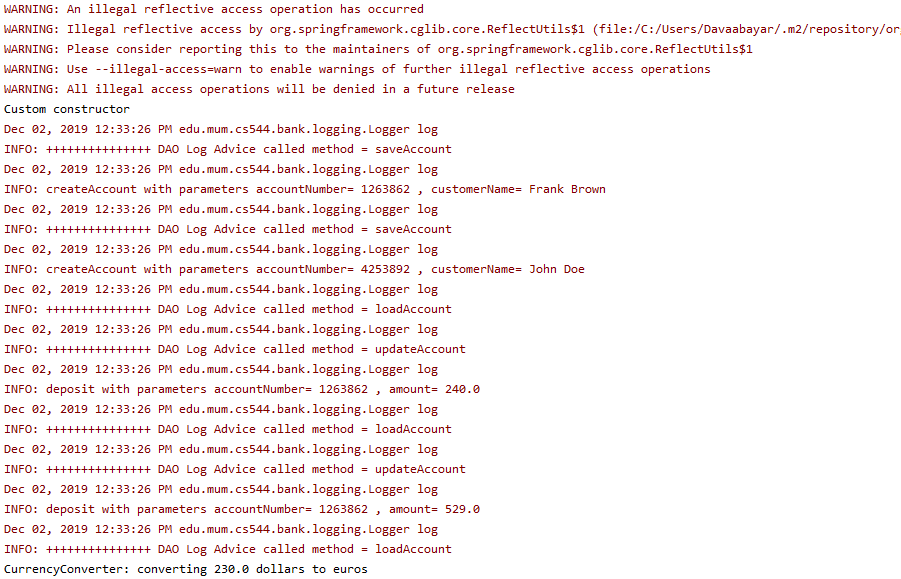 WARNING: An illegal reflective access operation has occurred
WARNING: Illegal reflective access by org.springframework.cglib.core.ReflectUtils$1 (file:/C:/Users/Davaabayar/.m2/repository/or
WARNING: Please consider reporting this to the maintainers of org.springframework.cglib.core.ReflectUtils$1
WARNING: Use --illegal-access=warn to enable warnings of further illegal reflective access operations
WARNING: All illegal access operations will be denied in a future release
Custom constructor
Dec 02, 2019 12:33:26 PM edu.mum.cs544.bank.logging.Logger log
INFO: +++++++++++++++ DAO Log Advice called method = saveAccount
Dec 02, 2019 12:33:26 PM edu.mum.cs544.bank.logging.Logger log
INFO: createAccount with parameters accountNumber= 1263862 , customerName= Frank Brown
Dec 02, 2019 12:33:26 PM edu.mum.cs544.bank.logging.Logger log
INFO: +++++++++++++++ DAO Log Advice called method = saveAccount
Dec 02, 2019 12:33:26 PM edu.mum.cs544.bank.logging.Logger log
INFO: createAccount with parameters accountNumber= 4253892 , customerName= John Doe
Dec 02, 2019 12:33:26 PM edu.mum.cs544.bank.logging.Logger log
INFO: +++++++++++++++ DAO Log Advice called method = loadAccount
Dec 02, 2019 12:33:26 PM edu.mum.cs544.bank.logging.Logger log
INFO: +++++++++++++++ DAO Log Advice called method = updateAccount
Dec 02, 2019 12:33:26 PM edu.mum.cs544.bank.logging.Logger log
INFO: deposit with parameters accountNumber= 1263862 , amount= 240.0
Dec 02, 2019 12:33:26 PM edu.mum.cs544.bank.logging.Logger log
INFO: +++++++++++++++ DAO Log Advice called method = loadAccount
Dec 02, 2019 12:33:26 PM edu.mum.cs544.bank.logging.Logger log
INFO: +++++++++++++++ DAO Log Advice called method = updateAccount
Dec 02, 2019 12:33:26 PM edu.mum.cs544.bank.logging.Logger log
INFO: deposit with parameters accountNumber= 1263862 , amount= 529.0
Dec 02, 2019 12:33:26 PM edu.mum.cs544.bank.logging.Logger log
INFO: +++++++++++++++ DAO Log Advice called method = loadAccount
CurrencyConverter: converting 230.0 dollars to euros